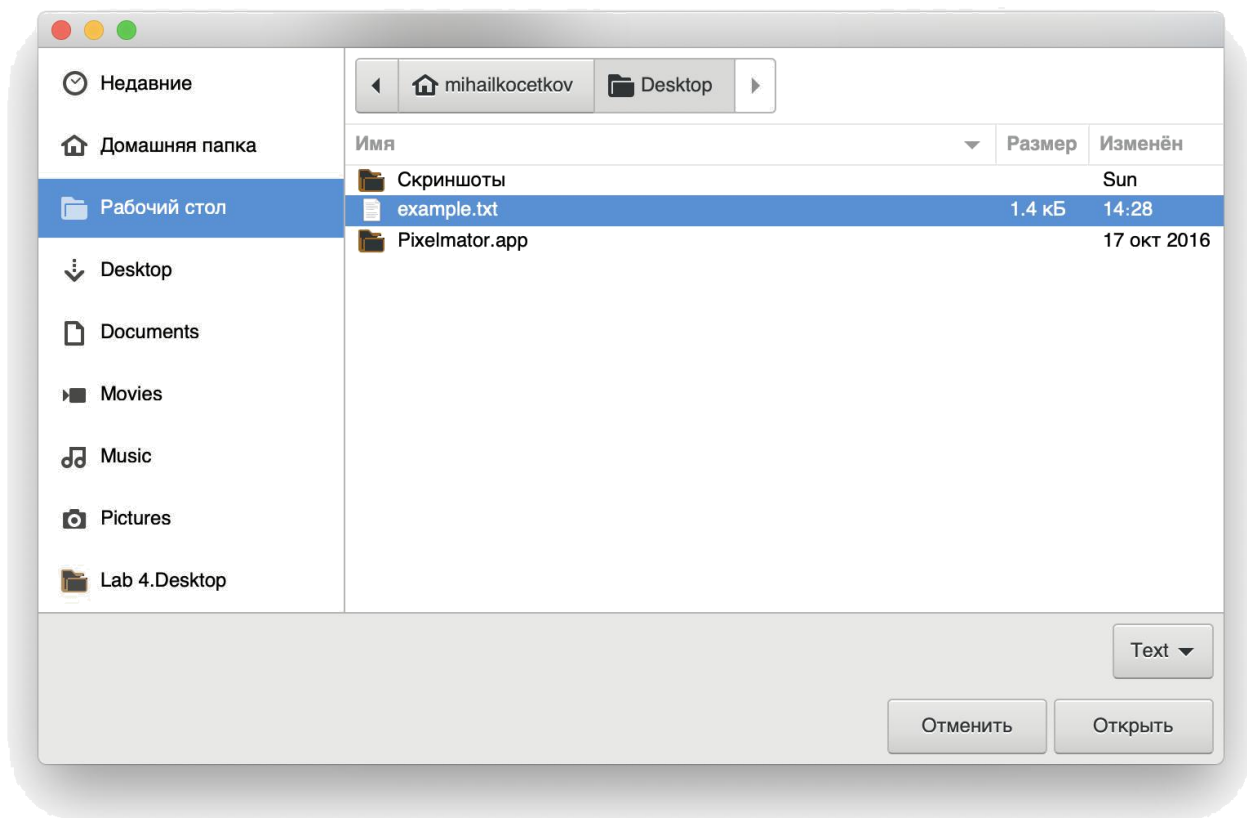 Недавние
Домашняя папка
Рабочий стол
Desktop
Documents
Movies
Music
Pictures
Lab 4.Desktop
mihailkocetkov Desktop
Имя Размер Изменён
Скриншоты Sun
example.txt 1.4 кБ 14:28
Pixelmator.app 17 окт 2016
Text
Отменить Открыть